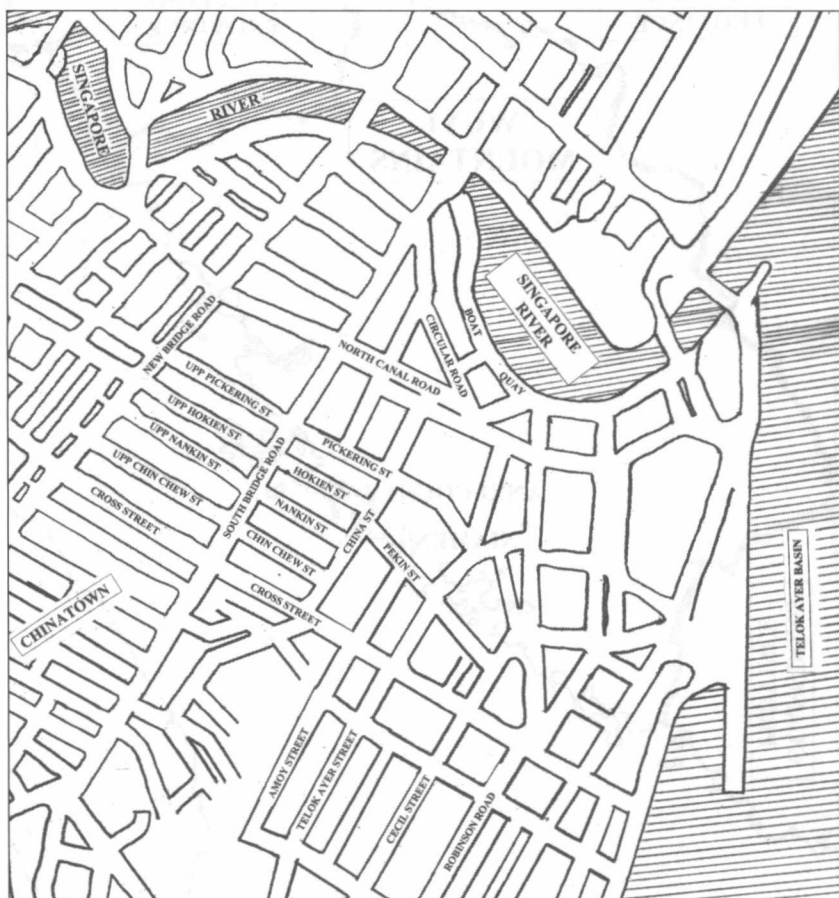 SINGAPORE
RIVER
SINGAPORE
RIVER
BOAT
QUAY
CIRCULAR ROAD
NORTH CANAL ROAD
NEW BRIDGE ROAD
UPP PICKERING ST
UPP HOKIEN ST
UPP NANKIN ST
UPP CHIN CHEW ST
CROSS STREET
SOUTH BRIDGE ROAD
PICKERING ST
HOKIEN ST
NANKIN ST
CHIN CHEW ST
CROSS STREET
CHINA ST
PEKIN ST
CHINATOWN
TELOK AYER BASIN
AMOY STREET
TELOK AYER STREET
CECIL STREET
ROBINSON ROAD